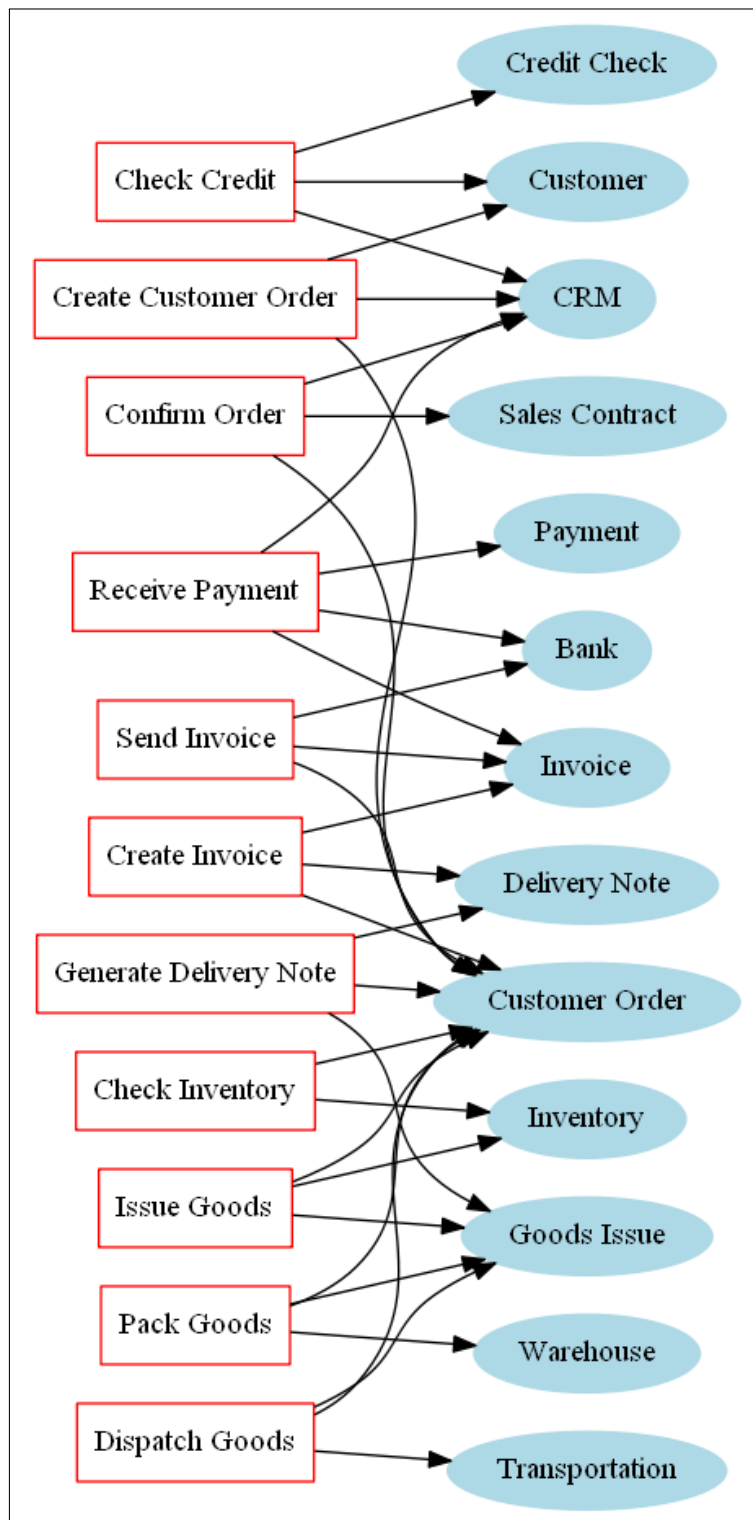 Credit Check
Check Credit
Customer
Create Customer Order
CRM
Confirm Order
Sales Contract
Payment
Receive Payment
Bank
Send Invoice
Invoice
Create Invoice
Delivery Note
Generate Delivery Note
Customer Order
Check Inventory
Inventory
Issue Goods
Goods Issue
Pack Goods
Warehouse
Dispatch Goods
Transportation